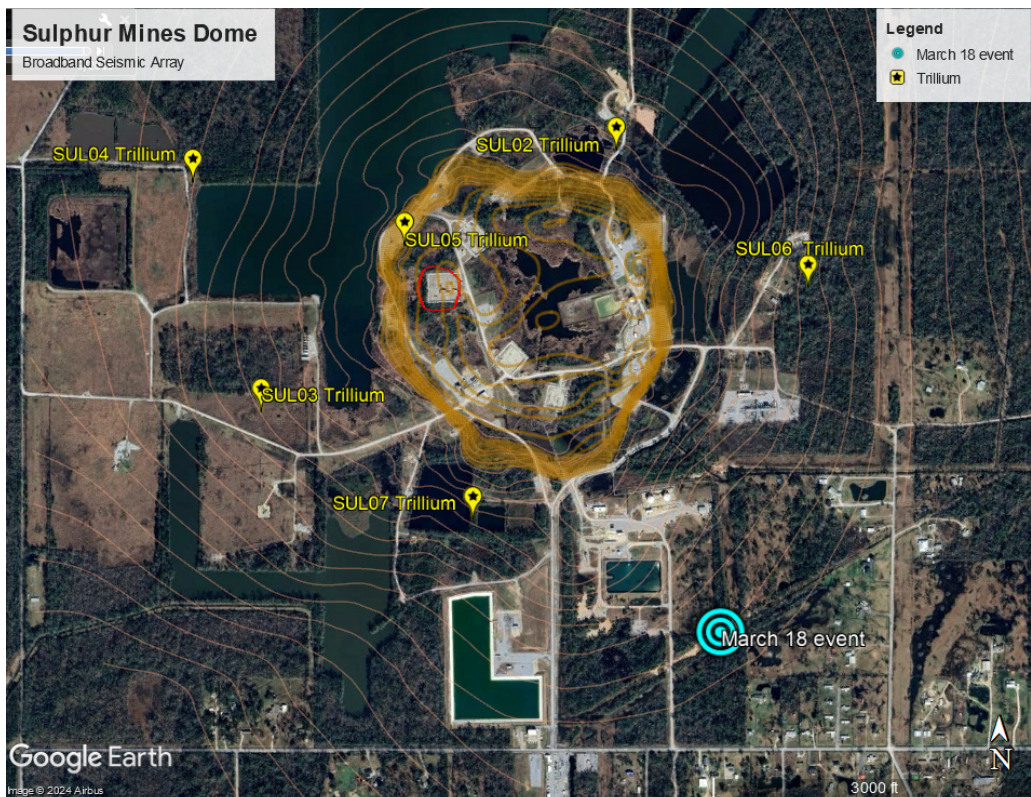 Sulphur Mines Dome
Broadband Seismic Array
Legend
March 18 event
Trillium
SUL02 Trillium
SUL04 Trillium
SUL05 Trillium
SUL06 Trillium
SUL03 Trillium
SUL07 Trillium
March 18 event
Google Earth
N
Image © 2024 Airbus
3000 ft